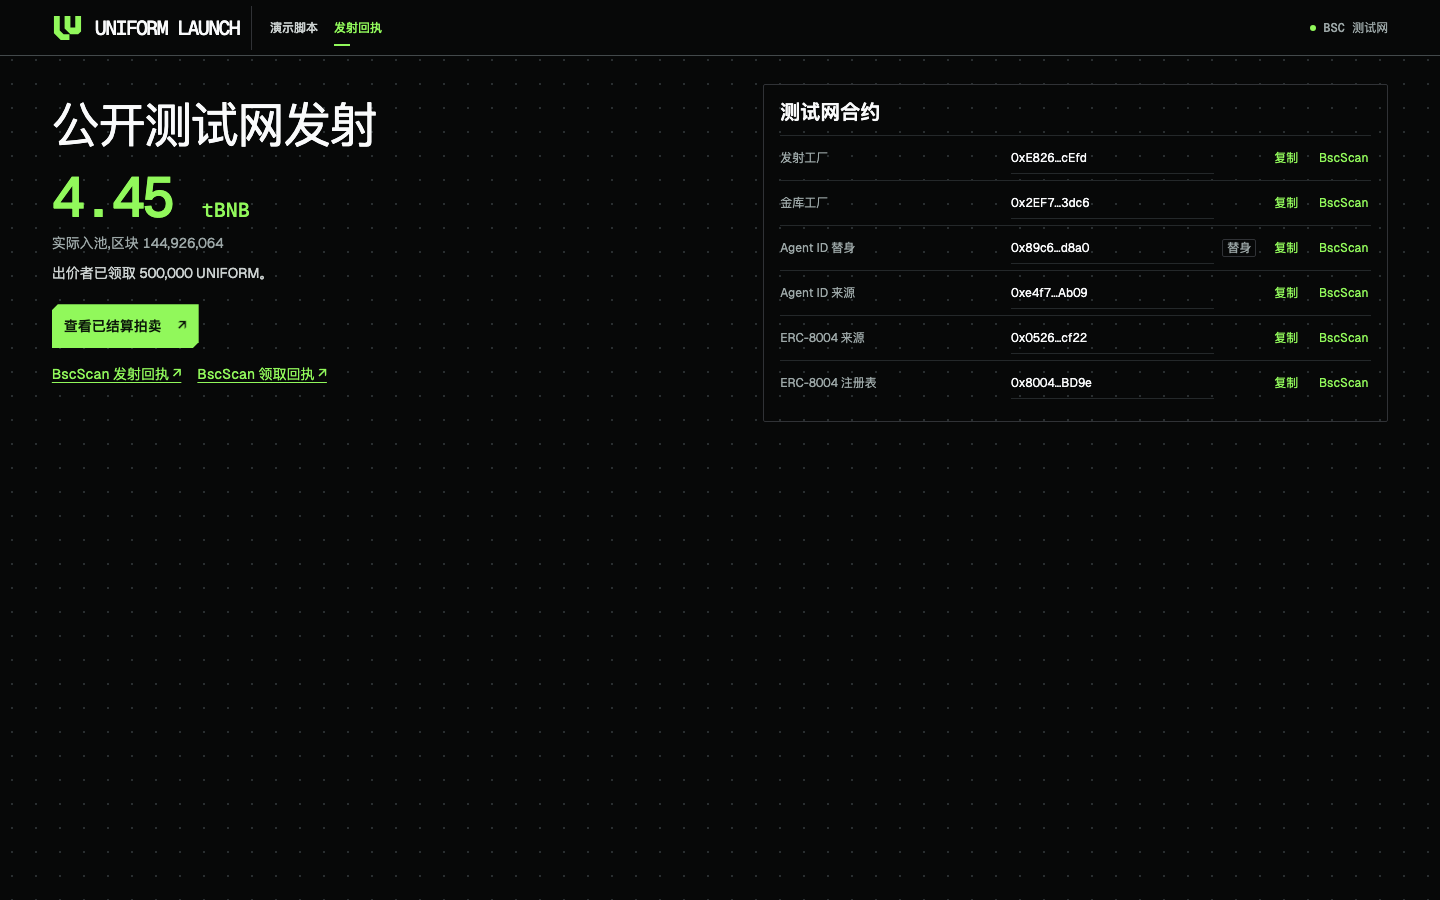 UNIFORM LAUNCH
演示脚本 发射回执
BSC 测试网
公开测试网发射
4.45 tBNB
实际入池,区块 144,926,064
出价者已领取 500,000 UNIFORM。
查看已结算拍卖 ↗
BscScan 发射回执↗ BscScan 领取回执↗
测试网合约
发射工厂 0xE826…cEfd 复制 BscScan
金库工厂 0x2EF7…3dc6 复制 BscScan
Agent ID 替身 0x89c6…d8a0 替身 复制 BscScan
Agent ID 来源 0xe4f7…Ab09 复制 BscScan
ERC-8004 来源 0x0526…cf22 复制 BscScan
ERC-8004 注册表 0x8004…BD9e 复制 BscScan